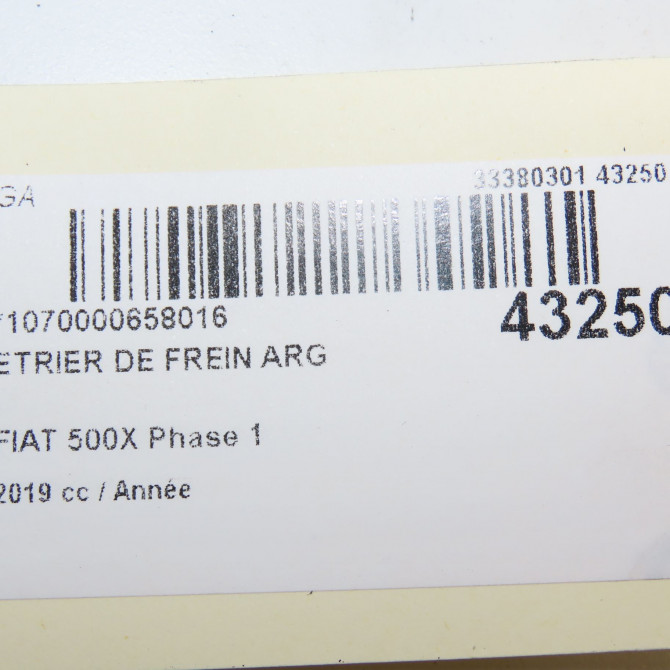 33380301 43250
GA
*1070000658016
43250
ETRIER DE FREIN ARG
FIAT 500X Phase 1
2019 cc / Année